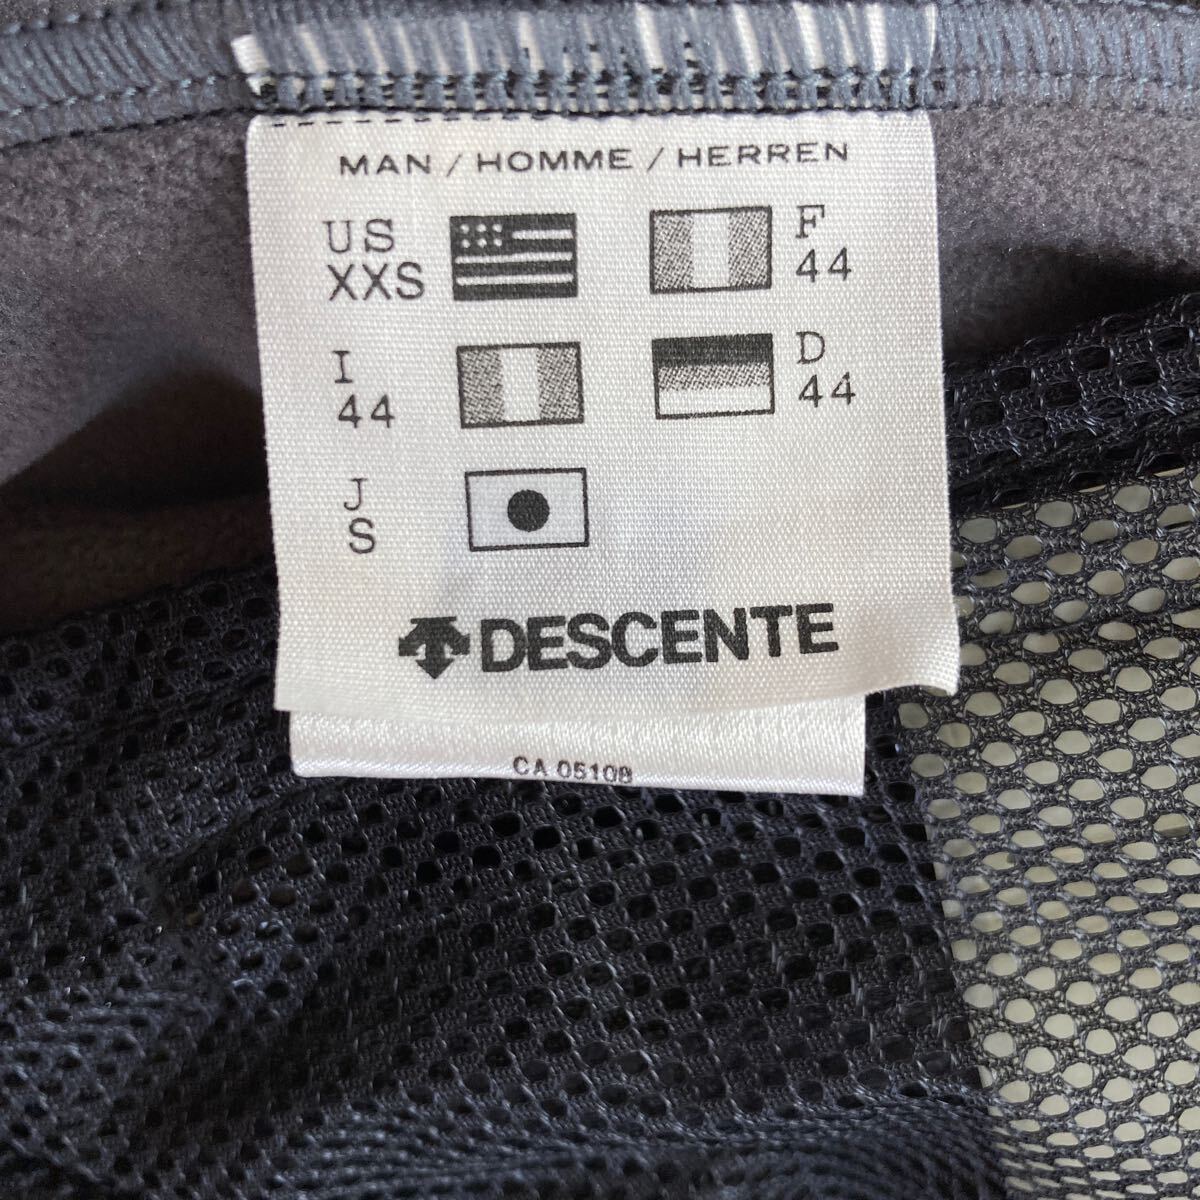 MAN / HOMME / HERREN
US
XXS
F
44
I
44
D
44
J
S
DESCENTE
CA 05108